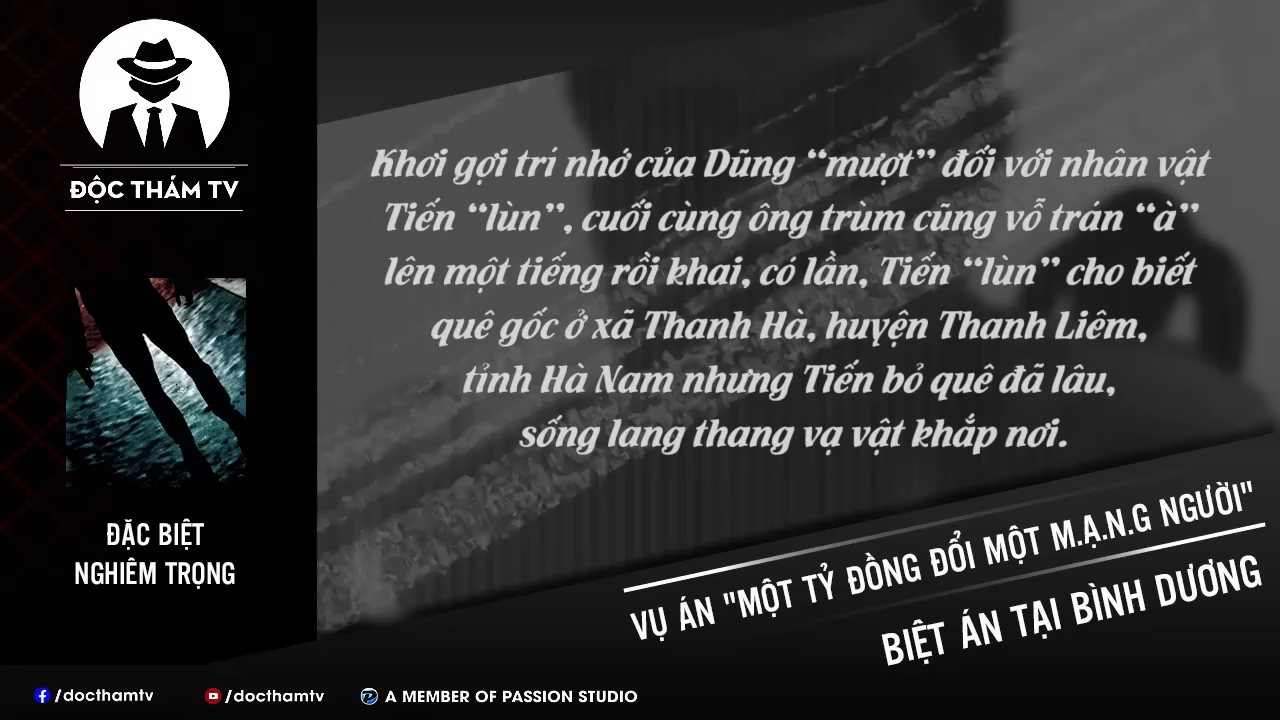 ĐỘC THÁM TV
ĐẶC BIỆT
NGHIÊM TRỌNG
Khơi gợi trí nhớ của Dũng “mượt” đối với nhân vật
Tiến “lùn”, cuối cùng ông trùm cũng vỗ trán “à”
lên một tiếng rồi khai, có lần, Tiến “lùn” cho biết
quê gốc ở xã Thanh Hà, huyện Thanh Liêm,
tỉnh Hà Nam nhưng Tiến bỏ quê đã lâu,
sống lang thang vạ vật khắp nơi.
VỤ ÁN "MỘT TỶ ĐỒNG ĐỔI MỘT M.Ạ.N.G NGƯỜI"
BIỆT ÁN TẠI BÌNH DƯƠNG
/docthamtv /docthamtv A MEMBER OF PASSION STUDIO